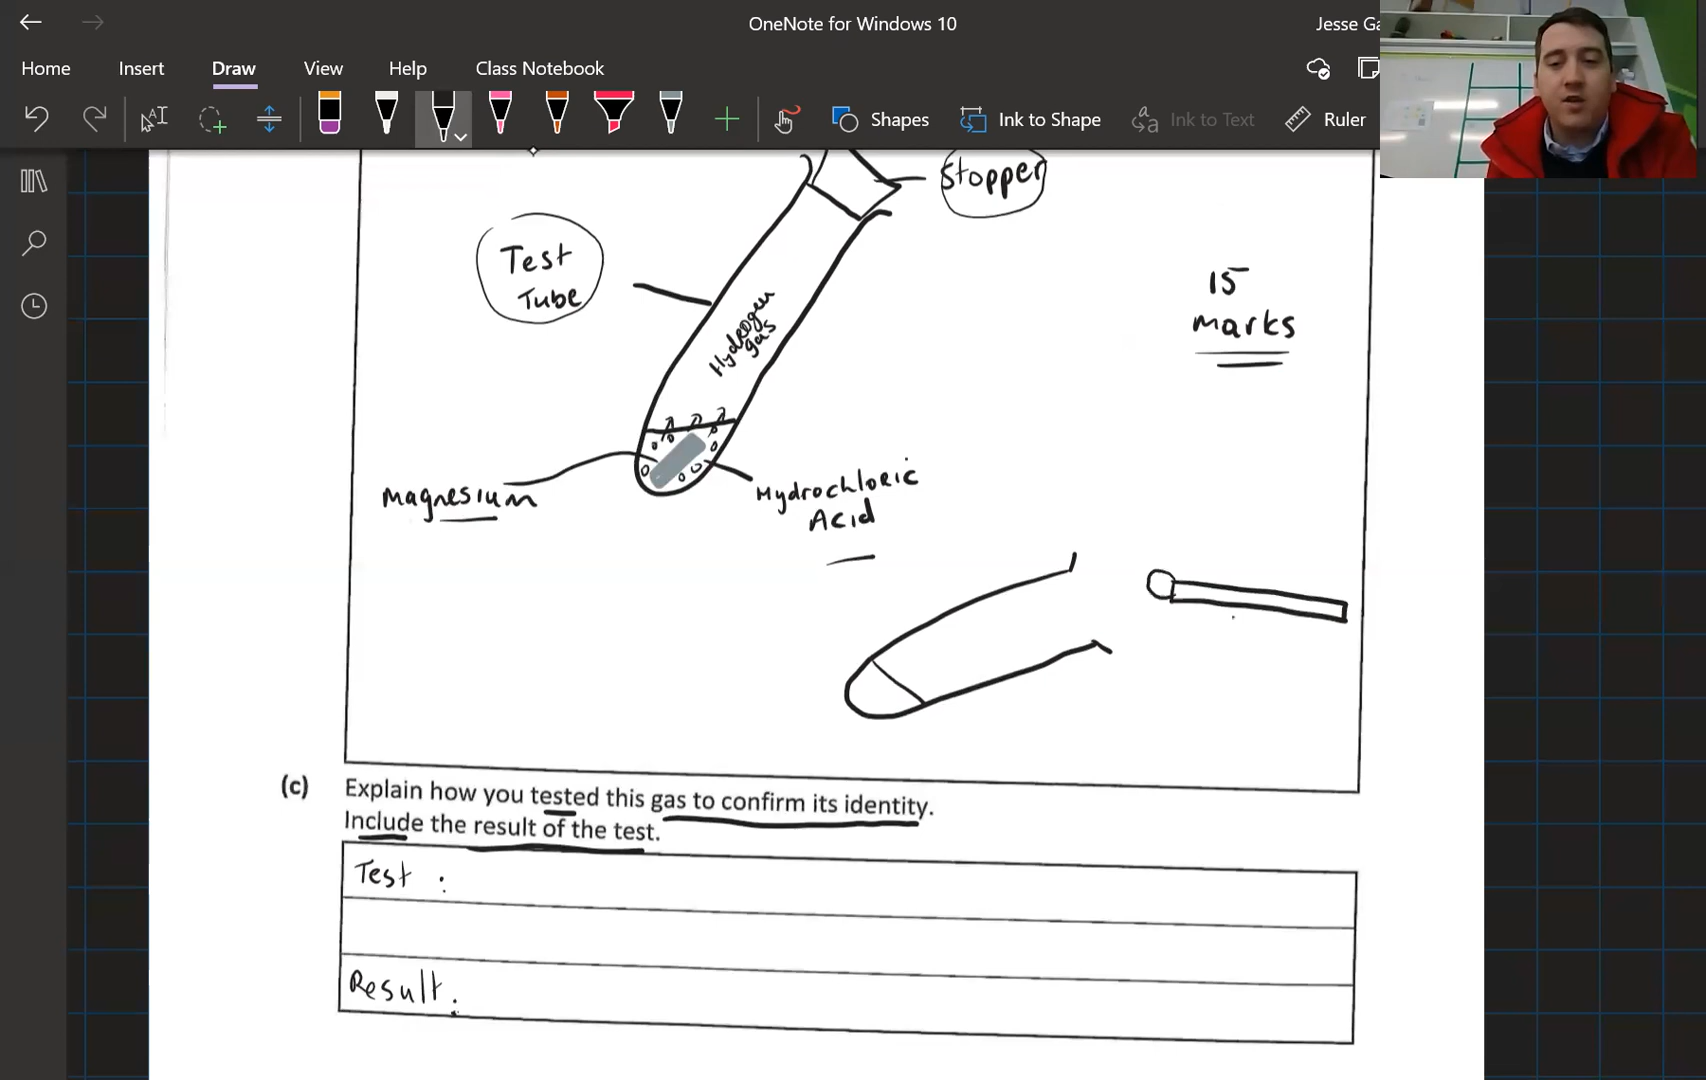 OneNote for Windows 10
Jesse Ga
Home Insert Draw View Help Class Notebook
Shapes Ink to Shape Ink to Text Ruler
Stopper
Test
Tube
Hydrogen
gas
15
marks
Magnesium
Hydrochloric
Acid
(c) Explain how you tested this gas to confirm its identity.
Include the result of the test.
Test :
Result :